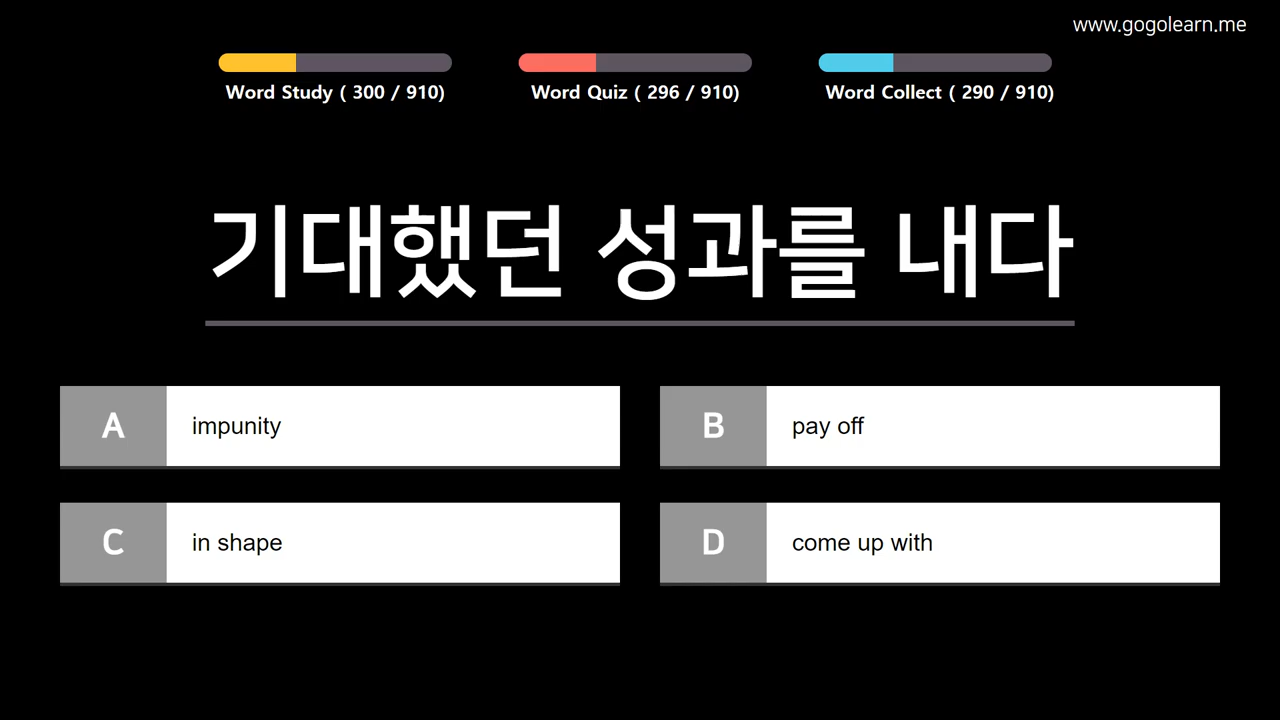 www.gogolearn.me
Word Study ( 300 / 910)
Word Quiz ( 296 / 910)
Word Collect ( 290 / 910)
기대했던 성과를 내다
A impunity
B pay off
C in shape
D come up with